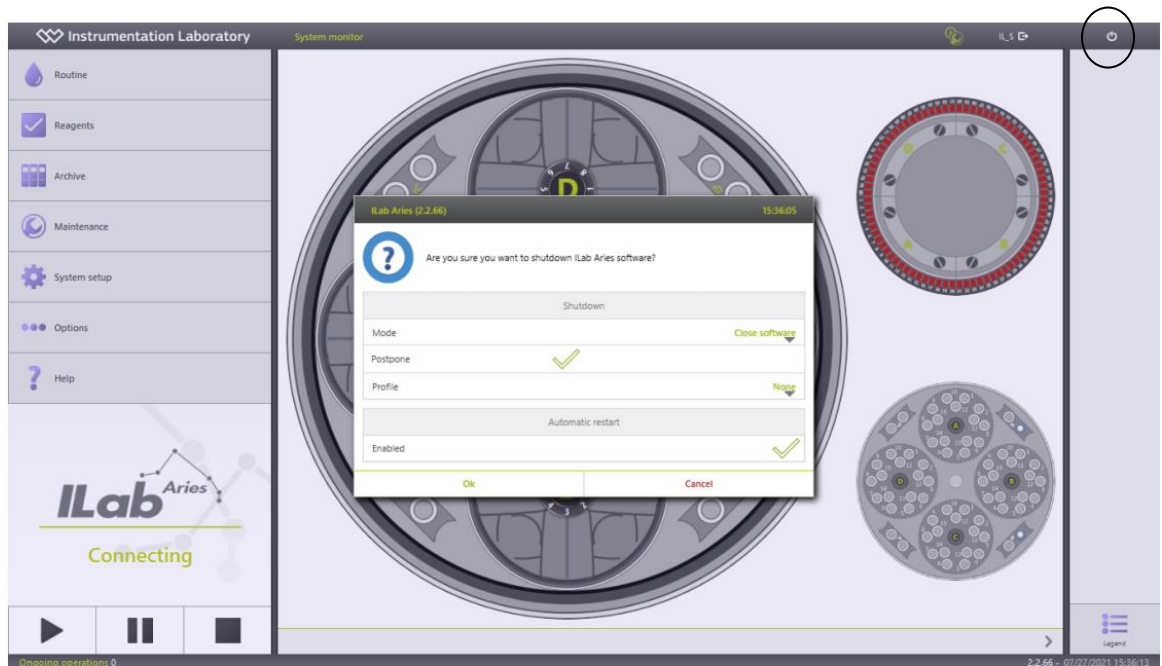 Instrumentation Laboratory
System monitor
IL_S
Routine
Reagents
Archive
Maintenance
System setup
Options
Help
D
ILab Aries (2.2.66) 15:36:05
Are you sure you want to shutdown ILab Aries software?
Shutdown
Mode Close software
Postpone
Profile None
Automatic restart
Enabled
Ok Cancel
D C
A B
A
D B
C
ILab Aries
Connecting
Legend
Ongoing operations 0
2.2.66 - 07/27/2021 15:36:13